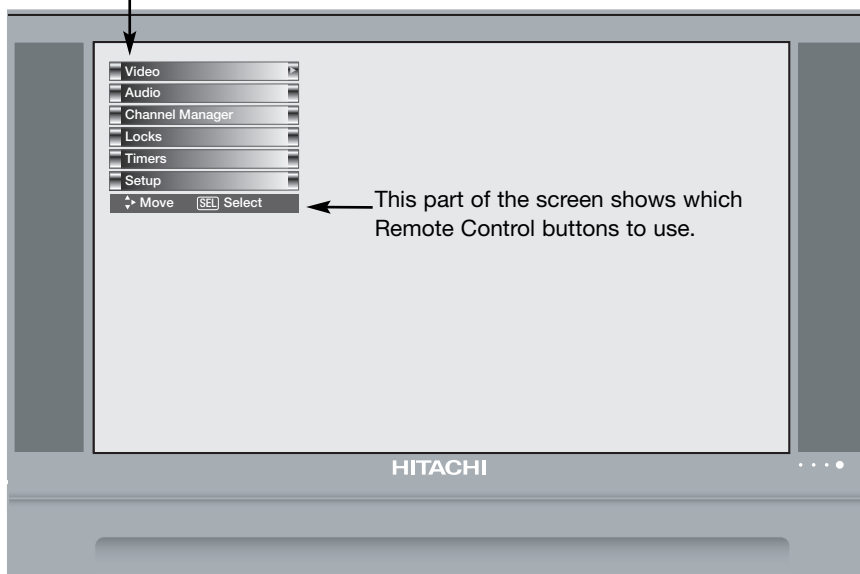 Video
Audio
Channel Manager
Locks
Timers
Setup
Move SEL Select
This part of the screen shows which
Remote Control buttons to use.
HITACHI